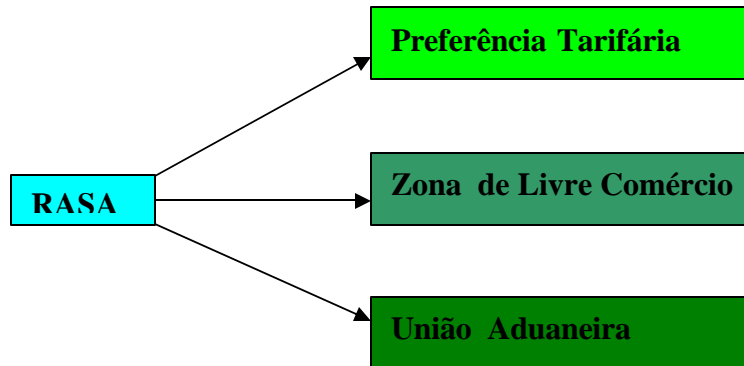 Preferência Tarifária
RASA
Zona de Livre Comércio
União Aduaneira